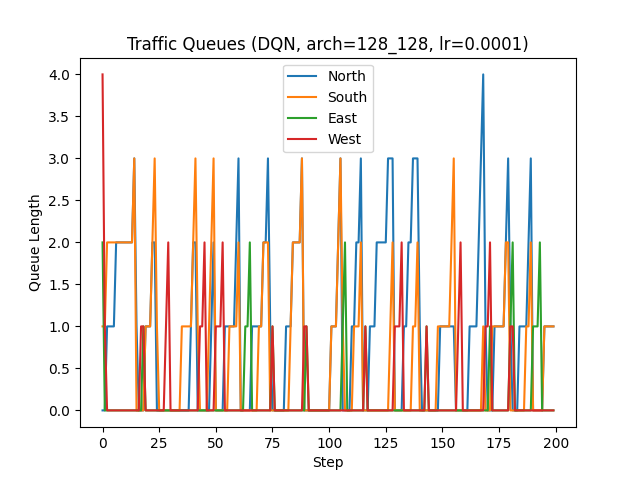 Traffic Queues (DQN, arch=128_128, lr=0.0001)
North
South
East
West
4.0
3.5
3.0
2.5
2.0
1.5
1.0
0.5
0.0
Queue Length
0
25
50
75
100
125
150
175
200
Step